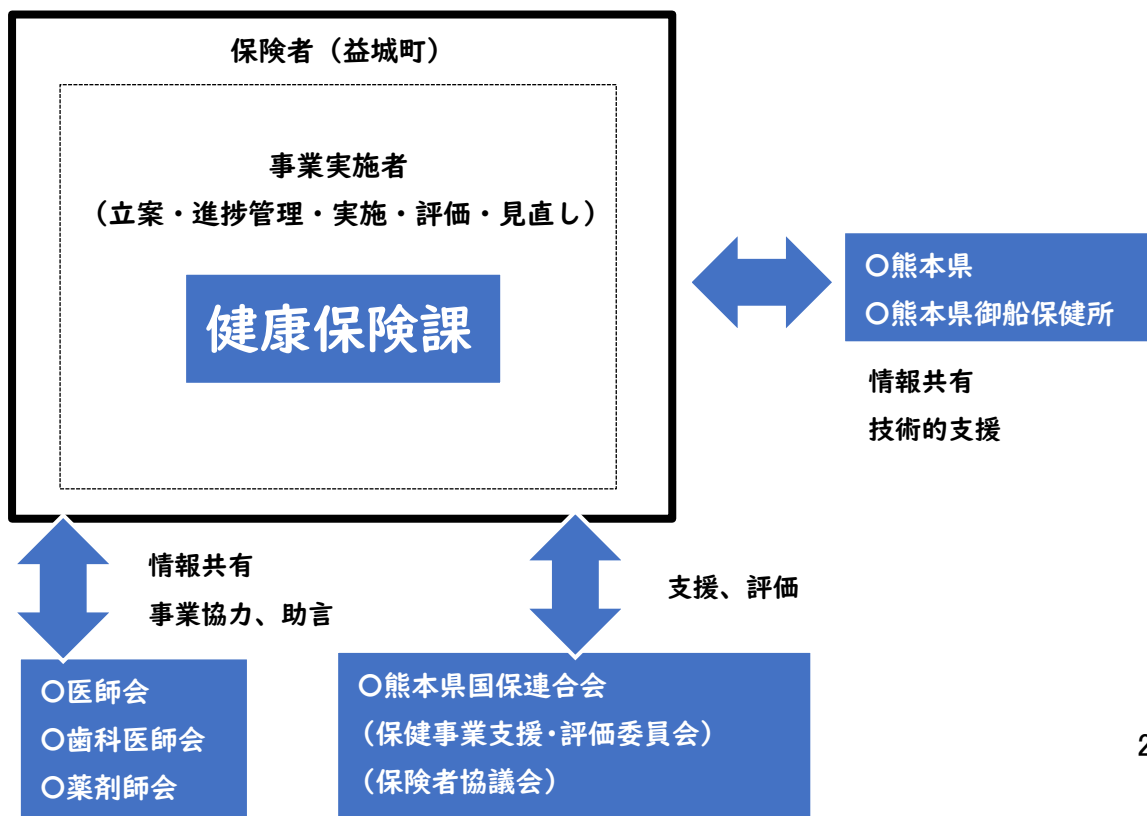 保険者（益城町）
事業実施者
（立案・進捗管理・実施・評価・見直し）
健康保険課
〇熊本県
〇熊本県御船保健所
情報共有
技術的支援
情報共有
事業協力、助言
支援、評価
〇医師会
〇歯科医師会
〇薬剤師会
〇熊本県国保連合会
（保健事業支援・評価委員会）
（保険者協議会）
2